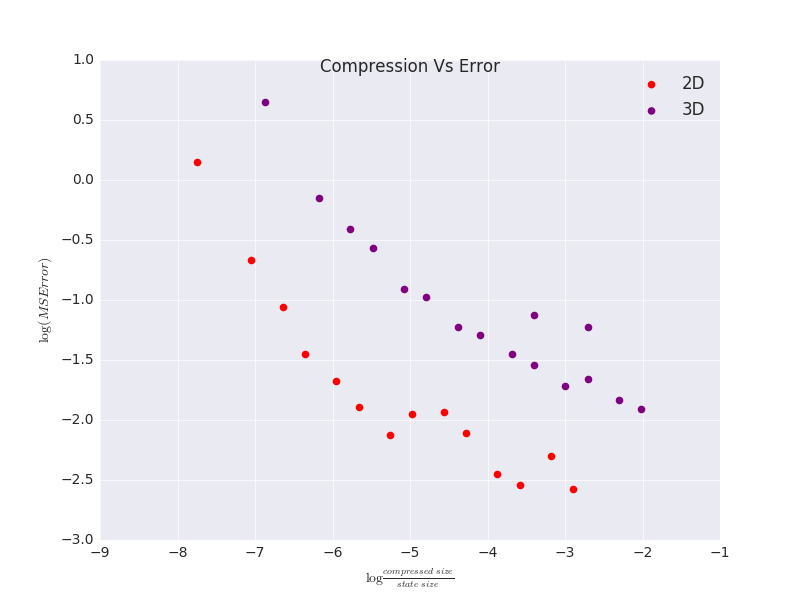 Compression Vs Error
2D
3D
1.0
0.5
0.0
−0.5
−1.0
−1.5
−2.0
−2.5
−3.0
log(MSError)
−9 −8 −7 −6 −5 −4 −3 −2 −1
log compressed size
state size